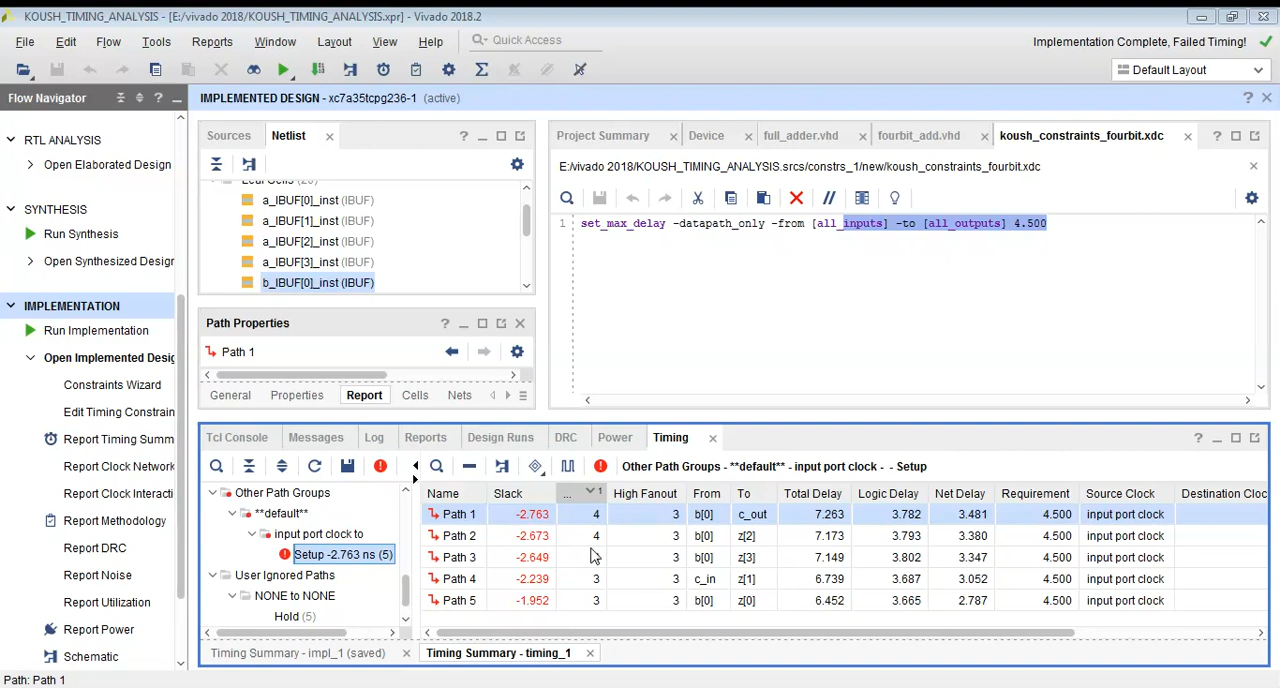 KOUSH_TIMING_ANALYSIS - [E:/vivado 2018/KOUSH_TIMING_ANALYSIS.xpr] - Vivado 2018.2
File Edit Flow Tools Reports Window Layout View Help Quick Access Implementation Complete, Failed Timing!
Default Layout
Flow Navigator
IMPLEMENTED DESIGN - xc7a35tcpg236-1 (active)
RTL ANALYSIS
Open Elaborated Design
SYNTHESIS
Run Synthesis
Open Synthesized Design
IMPLEMENTATION
Run Implementation
Open Implemented Desig
Constraints Wizard
Edit Timing Constrain
Report Timing Summ
Report Clock Network
Report Clock Interacti
Report Methodology
Report DRC
Report Noise
Report Utilization
Report Power
Schematic
Sources Netlist
a_IBUF[0]_inst (IBUF)
a_IBUF[1]_inst (IBUF)
a_IBUF[2]_inst (IBUF)
a_IBUF[3]_inst (IBUF)
b_IBUF[0]_inst (IBUF)
Path Properties
Path 1
General Properties Report Cells Nets
Project Summary Device full_adder.vhd fourbit_add.vhd koush_constraints_fourbit.xdc
E:/vivado 2018/KOUSH_TIMING_ANALYSIS.srcs/constrs_1/new/koush_constraints_fourbit.xdc
1 set_max_delay -datapath_only -from [all_inputs] -to [all_outputs] 4.500
Tcl Console Messages Log Reports Design Runs DRC Power Timing
Other Path Groups - **default** - input port clock - - Setup
Other Path Groups
**default**
input port clock to
Setup -2.763 ns (5)
User Ignored Paths
NONE to NONE
Hold (5)
Name Slack ... 1 High Fanout From To Total Delay Logic Delay Net Delay Requirement Source Clock Destination Cloc
Path 1 -2.763 4 3 b[0] c_out 7.263 3.782 3.481 4.500 input port clock
Path 2 -2.673 4 3 b[0] z[2] 7.173 3.793 3.380 4.500 input port clock
Path 3 -2.649 4 3 b[0] z[3] 7.149 3.802 3.347 4.500 input port clock
Path 4 -2.239 3 3 c_in z[1] 6.739 3.687 3.052 4.500 input port clock
Path 5 -1.952 3 3 b[0] z[0] 6.452 3.665 2.787 4.500 input port clock
Timing Summary - impl_1 (saved) Timing Summary - timing_1
Path: Path 1